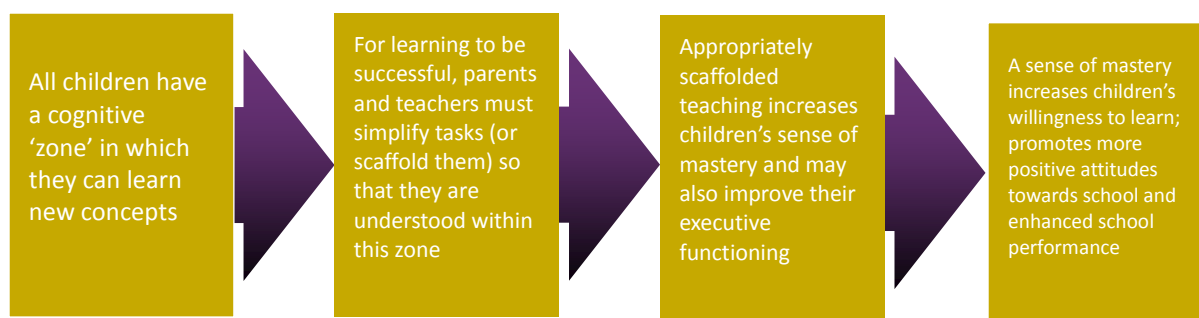 All children have
a cognitive
‘zone’ in which
they can learn
new concepts
For learning to be
successful, parents
and teachers must
simplify tasks (or
scaffold them) so
that they are
understood within
this zone
Appropriately
scaffolded
teaching increases
children’s sense of
mastery and may
also improve their
executive
functioning
A sense of mastery
increases children’s
willingness to learn;
promotes more
positive attitudes
towards school and
enhanced school
performance